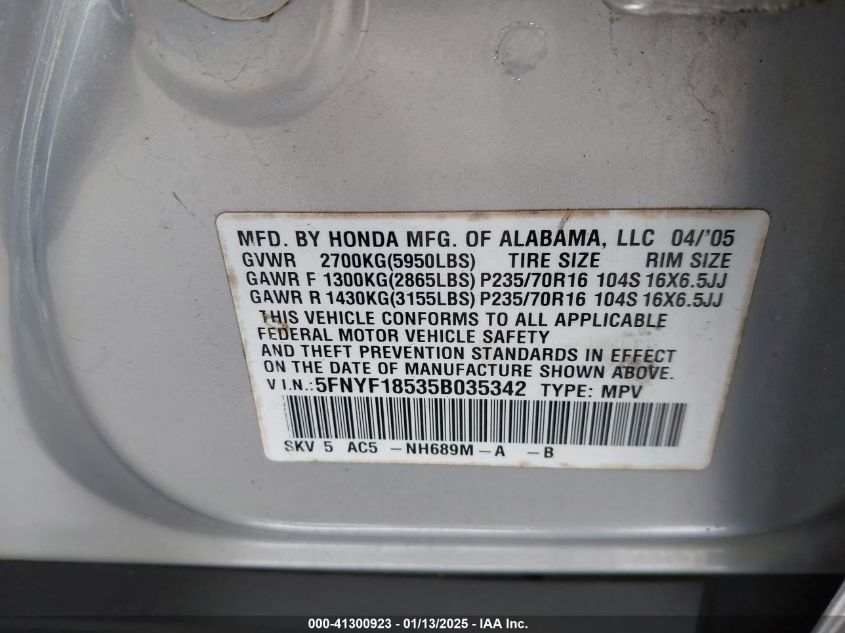 MFD. BY HONDA MFG. OF ALABAMA, LLC 04/'05
GVWR 2700KG(5950LBS) TIRE SIZE RIM SIZE
GAWR F 1300KG(2865LBS) P235/70R16 104S 16X6.5JJ
GAWR R 1430KG(3155LBS) P235/70R16 104S 16X6.5JJ
THIS VEHICLE CONFORMS TO ALL APPLICABLE
FEDERAL MOTOR VEHICLE SAFETY
AND THEFT PREVENTION STANDARDS IN EFFECT
ON THE DATE OF MANUFACTURE SHOWN ABOVE.
V I.N.: 5FNYF18535B035342 TYPE: MPV
SKV 5 AC5 -NH689M-A -B
000-41300923 - 01/13/2025 - IAA Inc.